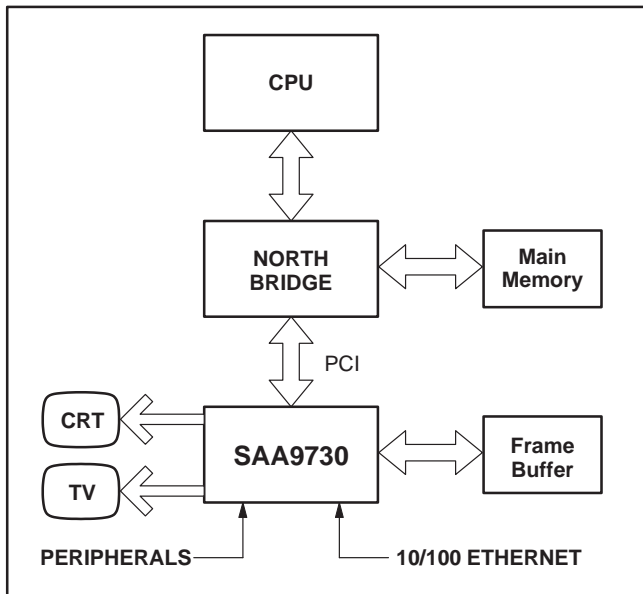 CPU
NORTH
BRIDGE
Main
Memory
PCI
CRT
SAA9730
Frame
Buffer
TV
PERIPHERALS
10/100 ETHERNET